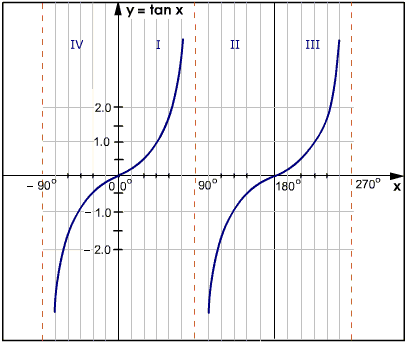 y = tan x
IV I II III
2.0
1.0
− 90° 0.0° 90° 180° 270° x
− 1.0
− 2.0